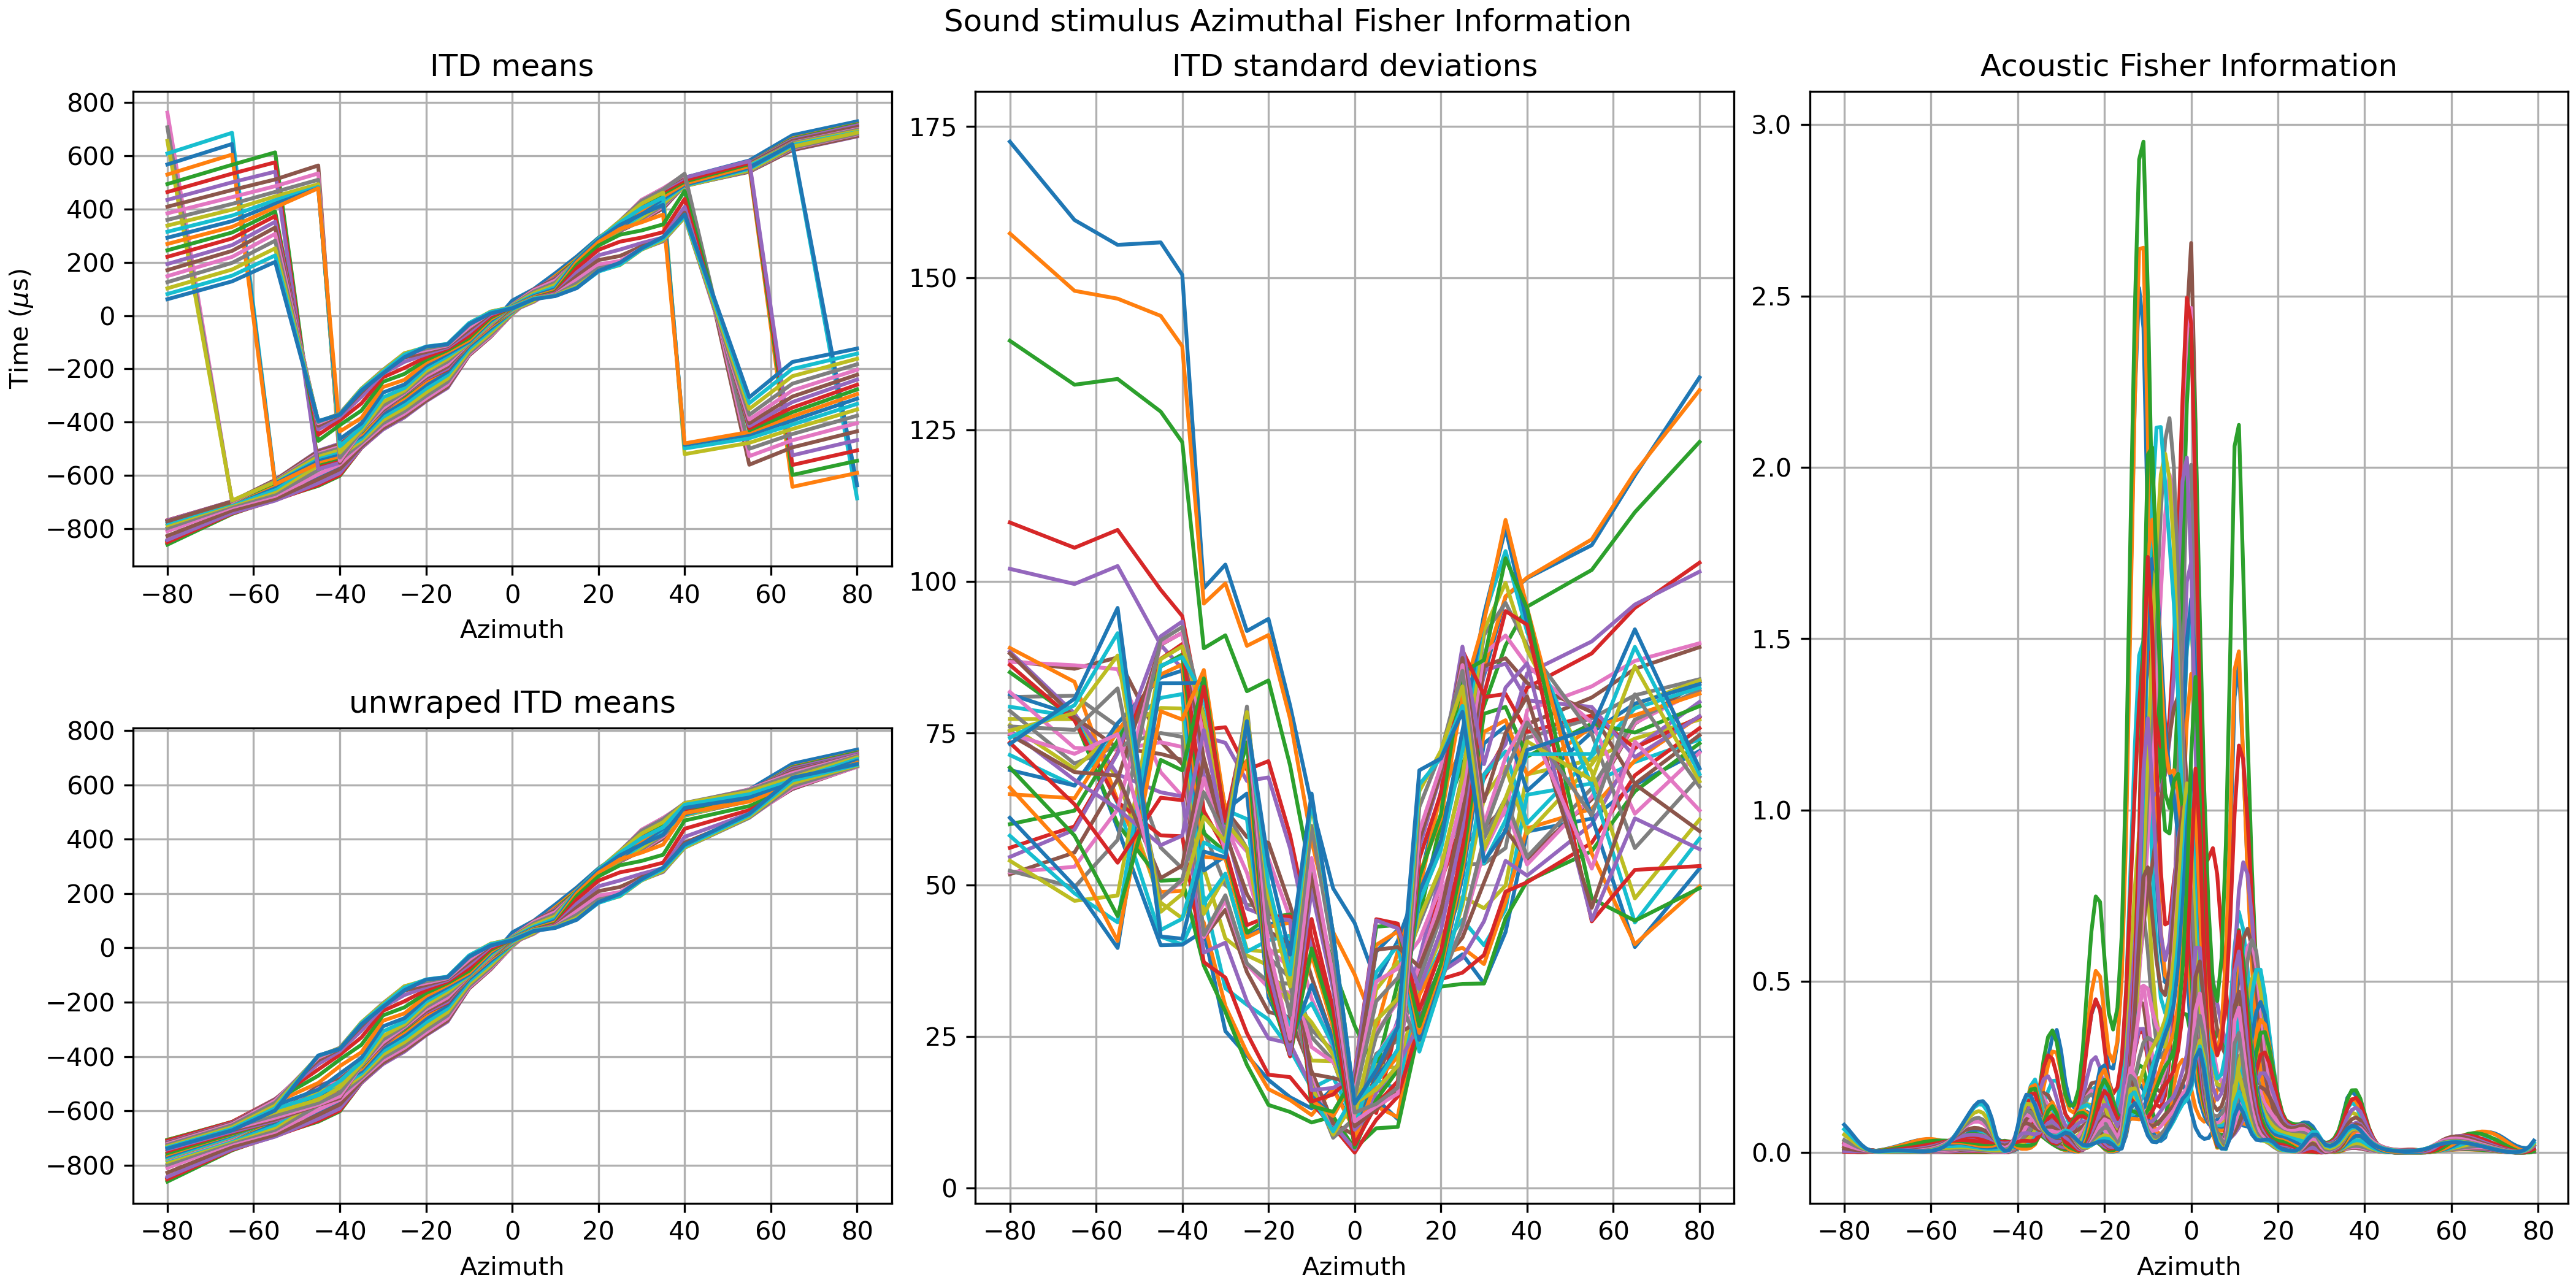 Sound stimulus Azimuthal Fisher Information
ITD means
800
600
400
200
0
−200
−400
−600
−800
Time (μs)
−80 −60 −40 −20 0 20 40 60 80
Azimuth
unwraped ITD means
800
600
400
200
0
−200
−400
−600
−800
−80 −60 −40 −20 0 20 40 60 80
Azimuth
ITD standard deviations
175
150
125
100
75
50
25
0
−80 −60 −40 −20 0 20 40 60 80
Azimuth
Acoustic Fisher Information
3.0
2.5
2.0
1.5
1.0
0.5
0.0
−80 −60 −40 −20 0 20 40 60 80
Azimuth